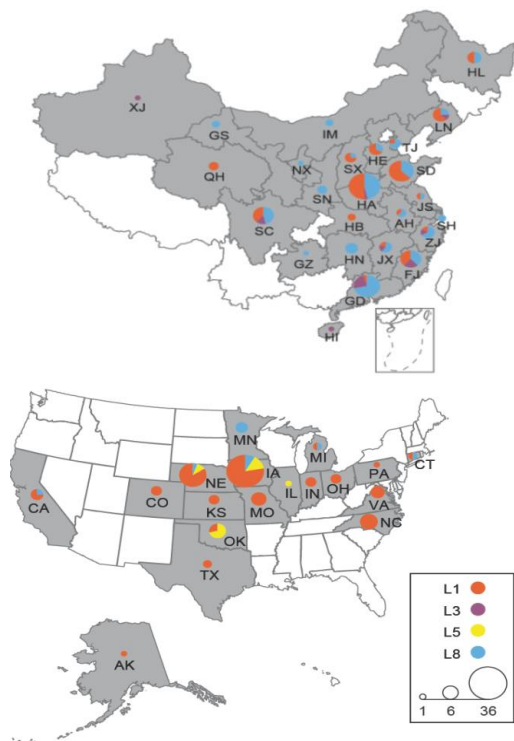 HL
XJ
LN
GS
IM
TJ
HE
NX
SX
SD
QH
SN
HA
JS
HB
AH
SH
SC
ZJ
GZ
HN
JX
FJ
GD
HI
MN
MI
CT
IA
NE
PA
CA
CO
IL
IN
OH
KS
MO
VA
NC
OK
TX
L1
L3
L5
L8
AK
1 6 36